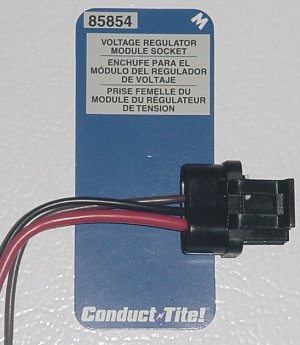 85854
M
VOLTAGE REGULATOR
MODULE SOCKET
ENCHUFE PARA EL
MÓDULO DEL REGULADOR
DE VOLTAJE
PRISE FEMELLE DU
MODULE DU RÉGULATEUR
DE TENSION
Conduct-Tite!